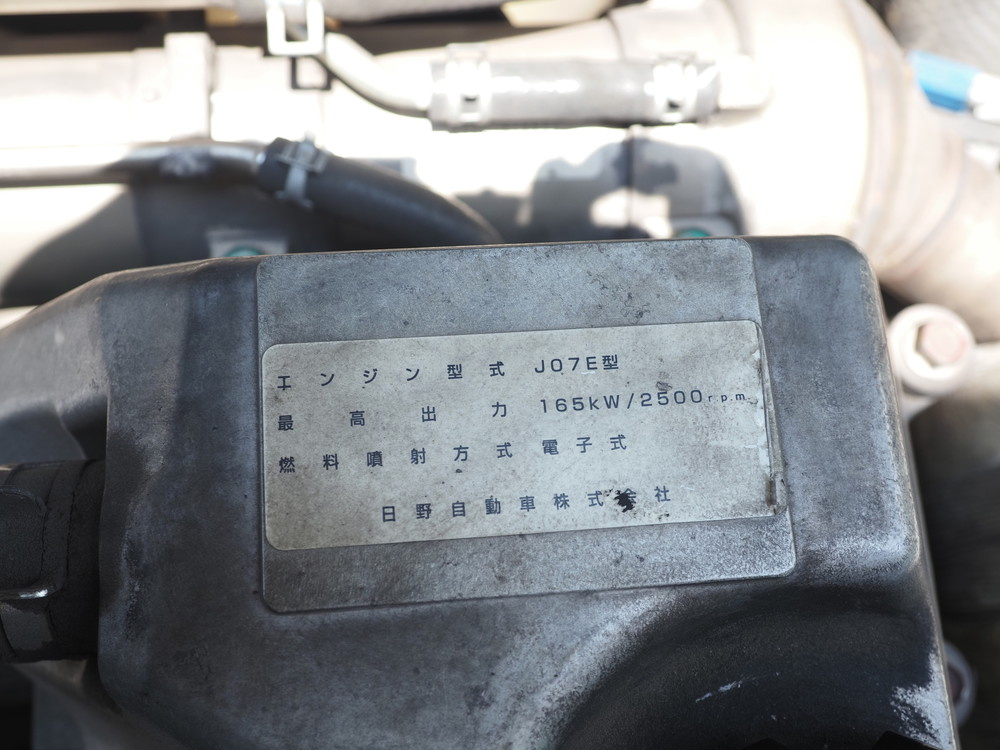 エンジン型式 J07E型
最高出力 165kW/2500r.p.m.
燃料噴射方式 電子式
日野自動車株式会社